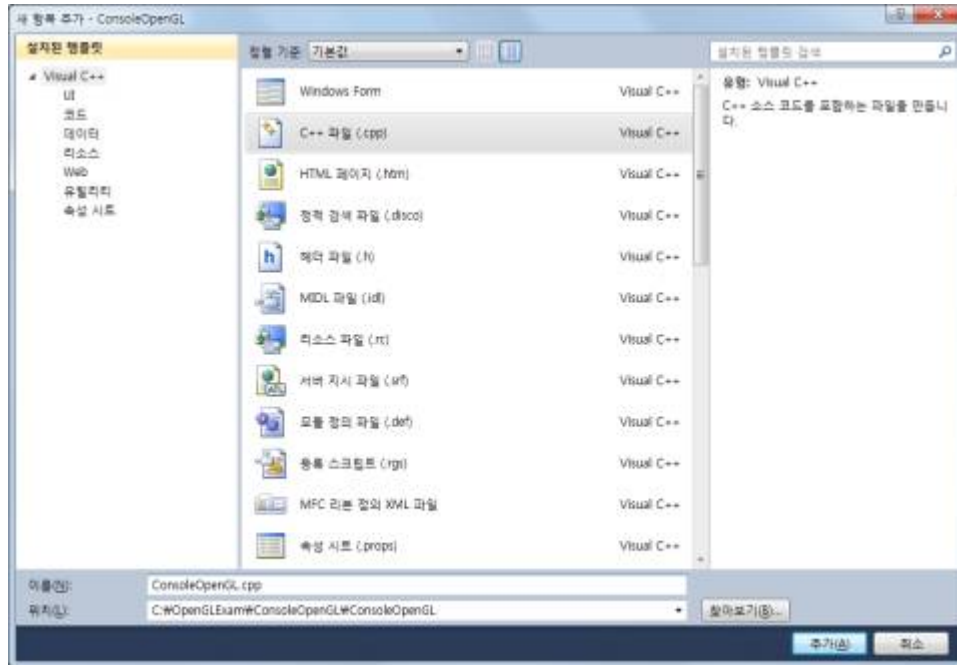 새 항목 추가 - ConsoleOpenGL
설치된 템플릿
정렬 기준: 기본값
설치된 템플릿 검색
Visual C++
UI
코드
데이터
리소스
Web
유틸리티
속성 시트
Windows Form Visual C++
C++ 파일 (.cpp) Visual C++
HTML 페이지 (.htm) Visual C++
정적 검색 파일 (.disco) Visual C++
헤더 파일 (.h) Visual C++
MIDL 파일 (.idl) Visual C++
리소스 파일 (.rc) Visual C++
서버 지시 파일 (.srf) Visual C++
모듈 정의 파일 (.def) Visual C++
등록 스크립트 (.rgs) Visual C++
MFC 리본 정의 XML 파일 Visual C++
속성 시트 (.props) Visual C++
유형: Visual C++
C++ 소스 코드를 포함하는 파일을 만듭니
다.
이름(N): ConsoleOpenGL.cpp
위치(L): C:₩OpenGLExam₩ConsoleOpenGL₩ConsoleOpenGL
찾아보기(B)...
추가(A) 취소